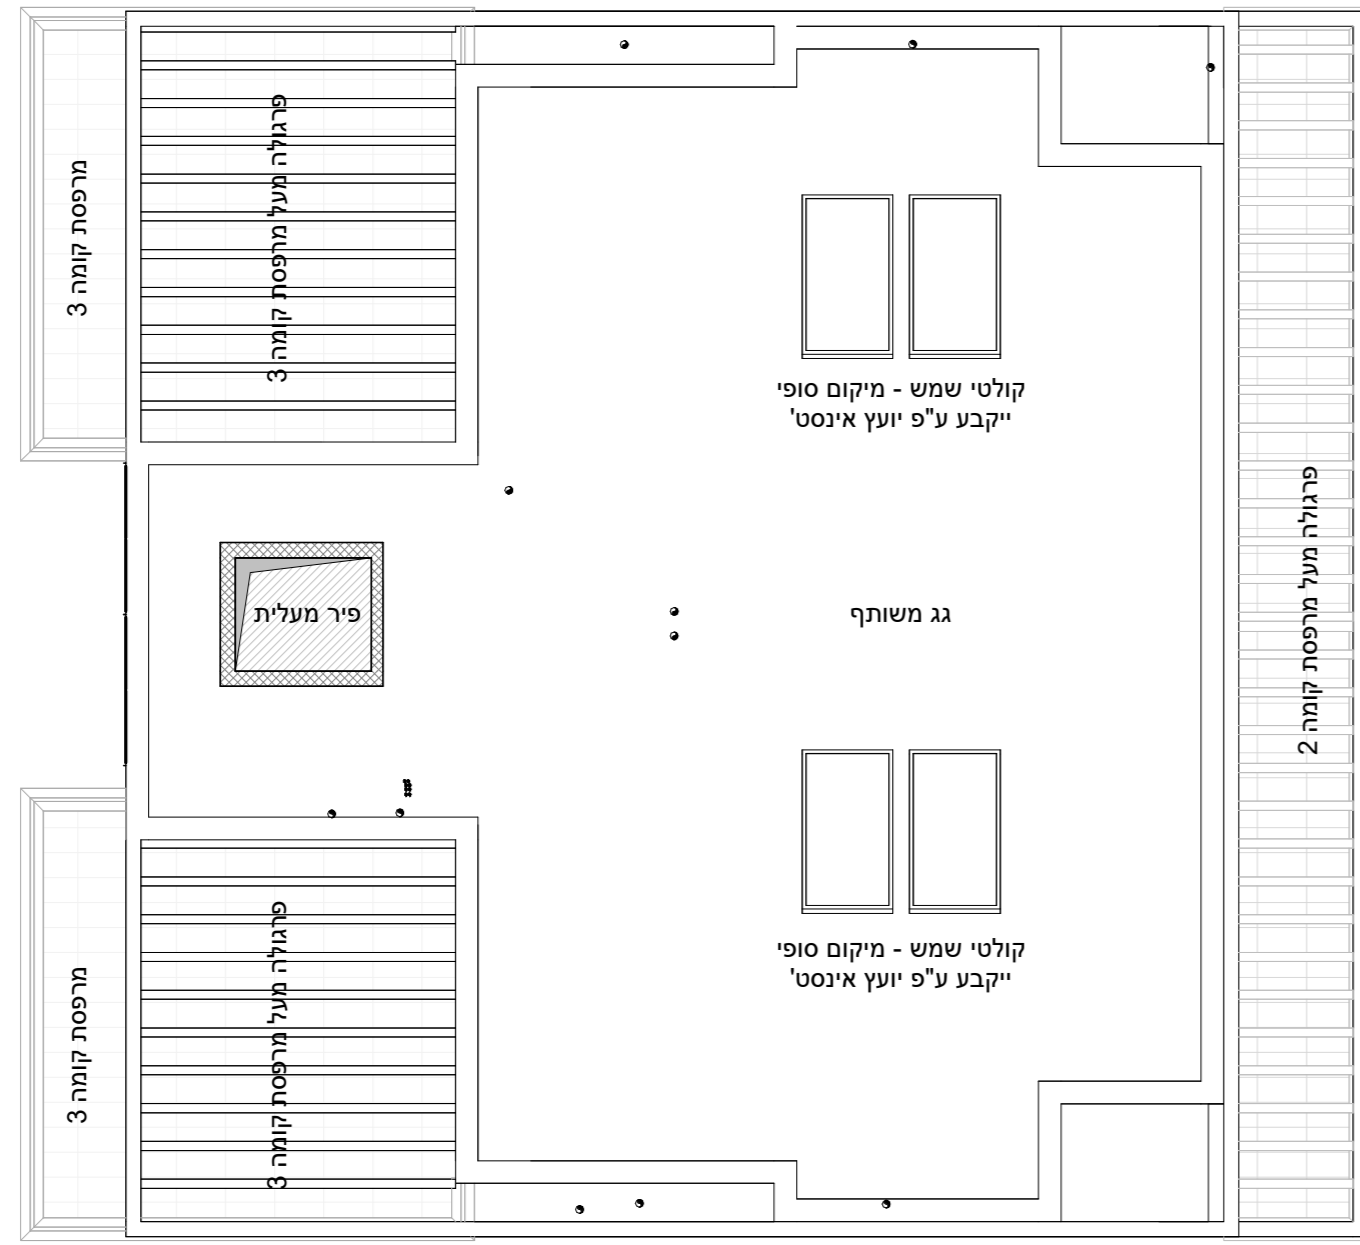 מרפסת קומה 3
פרגולה מעל מרפסת קומה 3
קולטי שמש - מיקום סופי
ייקבע ע"פ יועץ אינסט'
פרגולה מעל מרפסת קומה 2
פיר מעלית
גג משותף
קולטי שמש - מיקום סופי
ייקבע ע"פ יועץ אינסט'
מרפסת קומה 3
פרגולה מעל מרפסת קומה 3